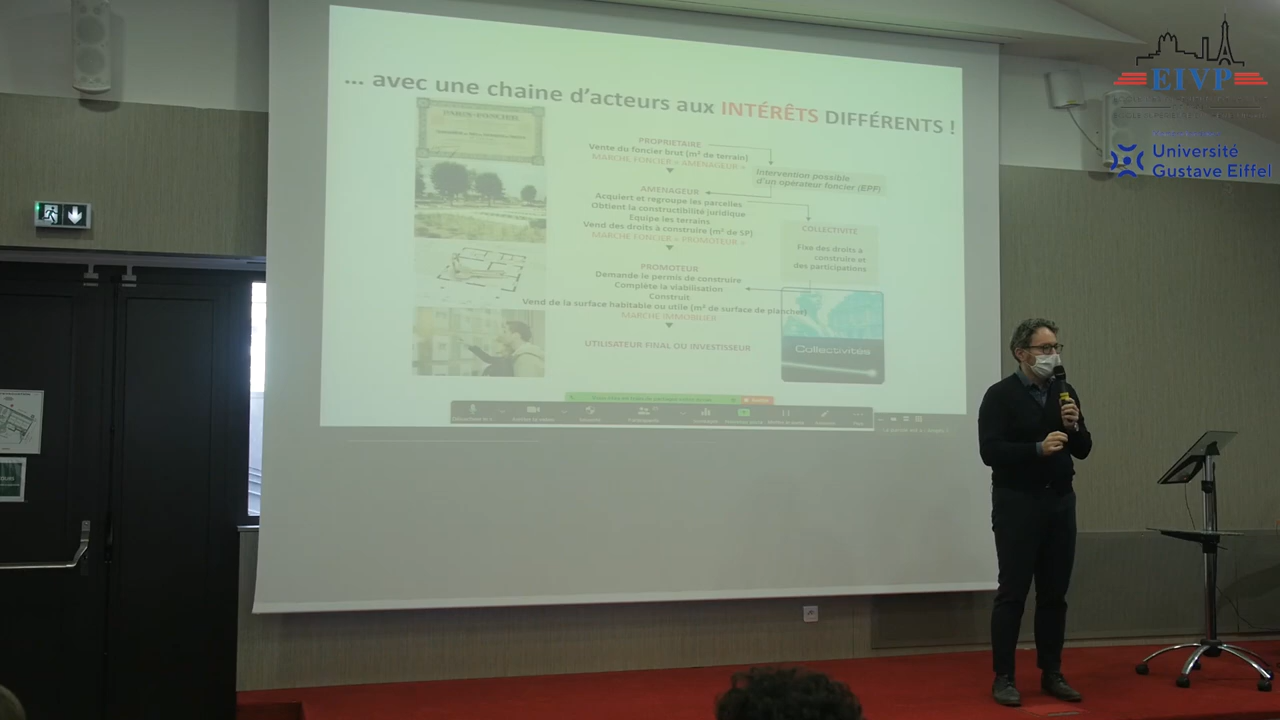 ... avec une chaine d'acteurs aux INTÉRÊTS DIFFÉRENTS !
PARIS-FONCIER
PROPRIETAIRE
Vente du foncier brut (m² de terrain)
MARCHE FONCIER « AMENAGEUR »
Intervention possible
d'un opérateur foncier (EPF)
AMENAGEUR
Acquiert et regroupe les parcelles
Obtient la constructibilité juridique
Equipe les terrains
Vend des droits à construire (m² de SP)
MARCHE FONCIER « PROMOTEUR »
COLLECTIVITE
Fixe des droits à
construire et
des participations
PROMOTEUR
Demande le permis de construire
Complète la viabilisation
Construit
Vend de la surface habitable ou utile (m² de surface de plancher)
MARCHE IMMOBILIER
UTILISATEUR FINAL OU INVESTISSEUR
Collectivités
EIVP
Université
Gustave Eiffel